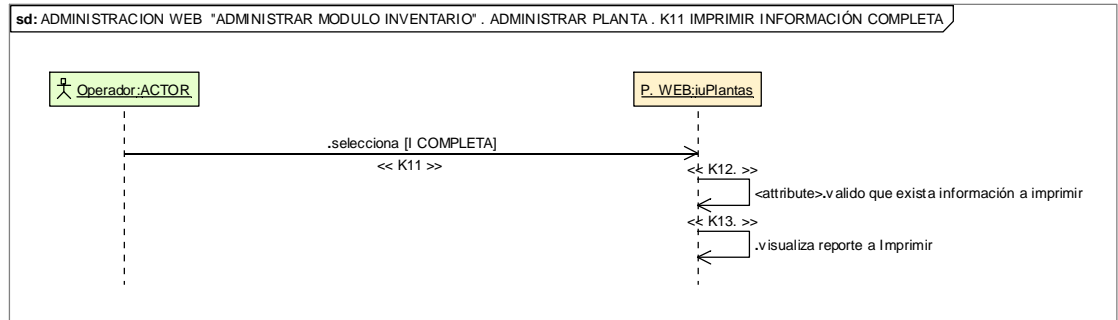 sd: ADMINISTRACION WEB "ADMINISTRAR MODULO INVENTARIO" . ADMINISTRAR PLANTA . K11 IMPRIMIR INFORMACIÓN COMPLETA
Operador:ACTOR
P. WEB:iuPlantas
.selecciona [I COMPLETA]
<< K11 >>
<< K12. >>
<attribute>.valido que exista información a imprimir
<< K13. >>
.visualiza reporte a Imprimir